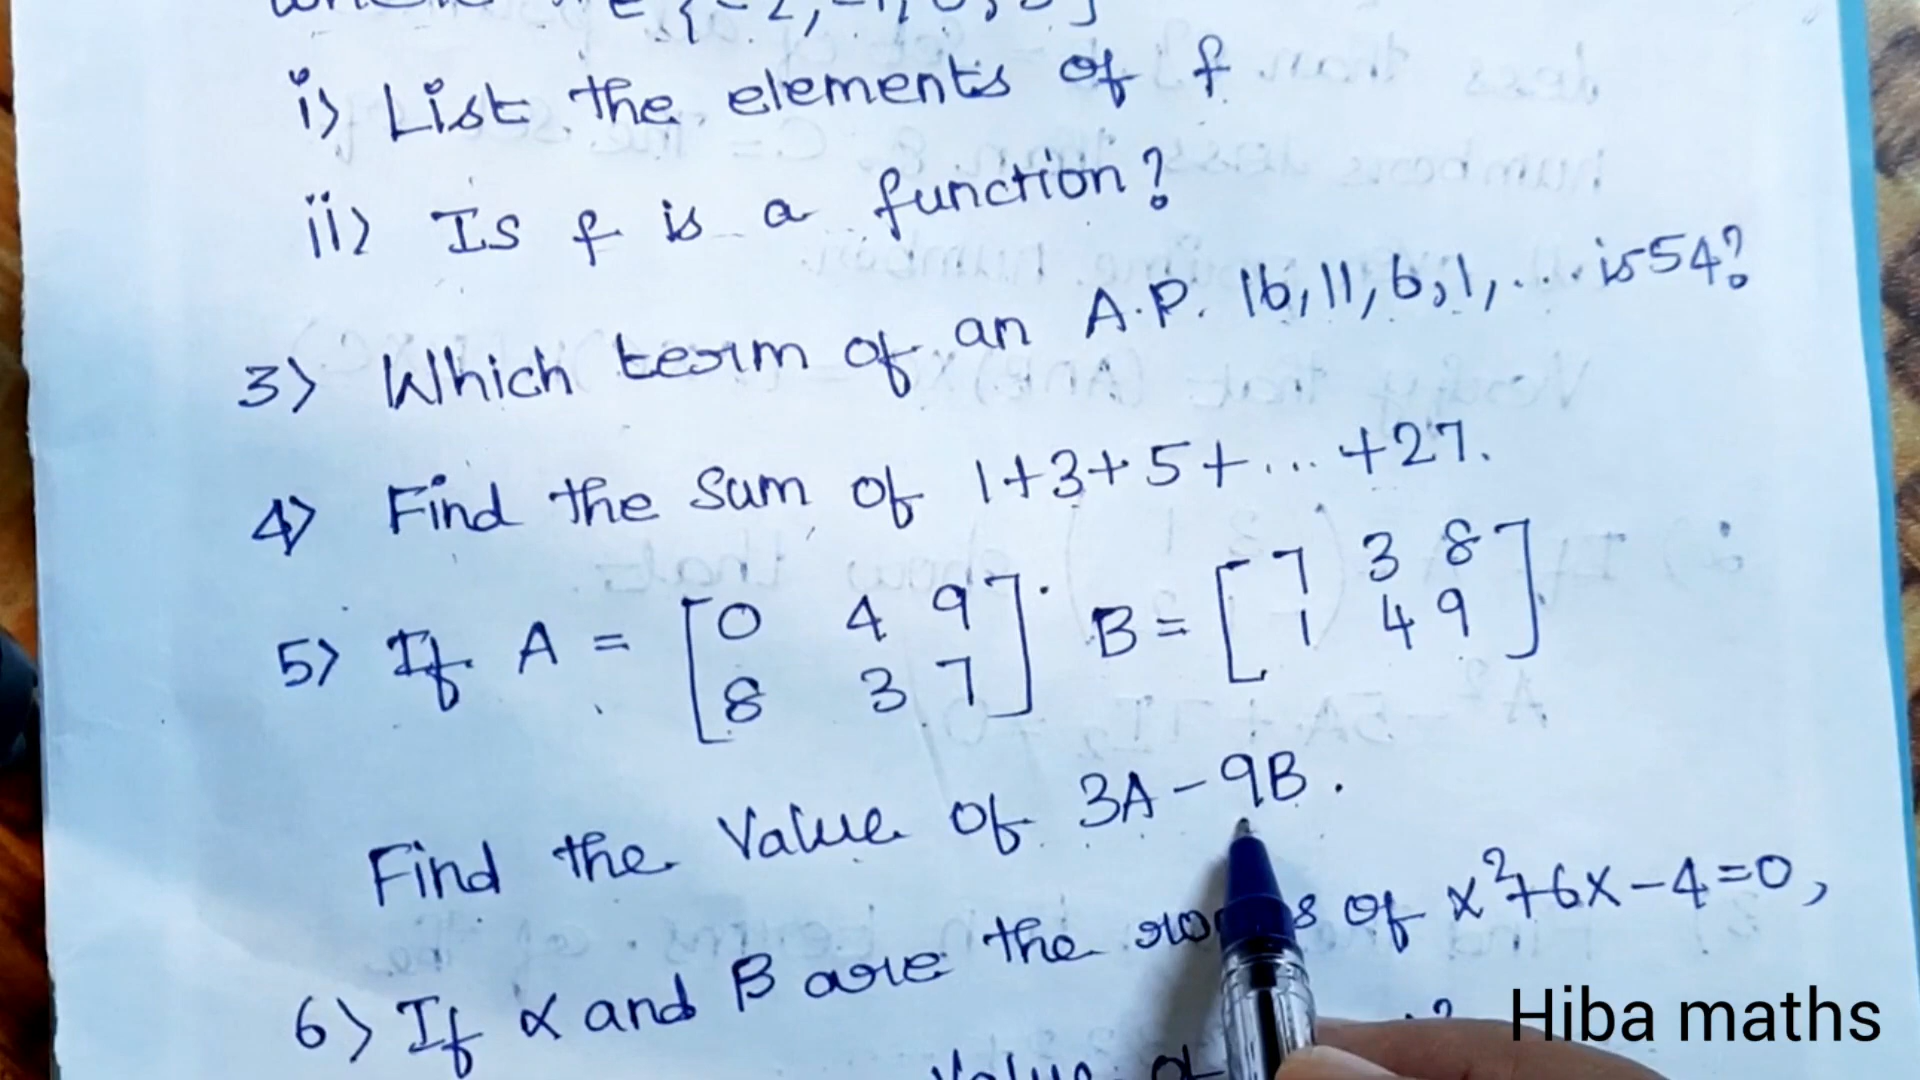 i) List the elements of f
ii) Is f is a function?
3) Which term of an A.P. 16, 11, 6, 1, ... is 54?
4) Find the sum of 1+3+5+...+27.
5) If A = [0 4 9 B = [7 3 8
8 3 7] 1 4 9]
Find the Value of 3A-9B.
6) If α and β are the of x²+6x-4=0,
Value of
Hiba maths